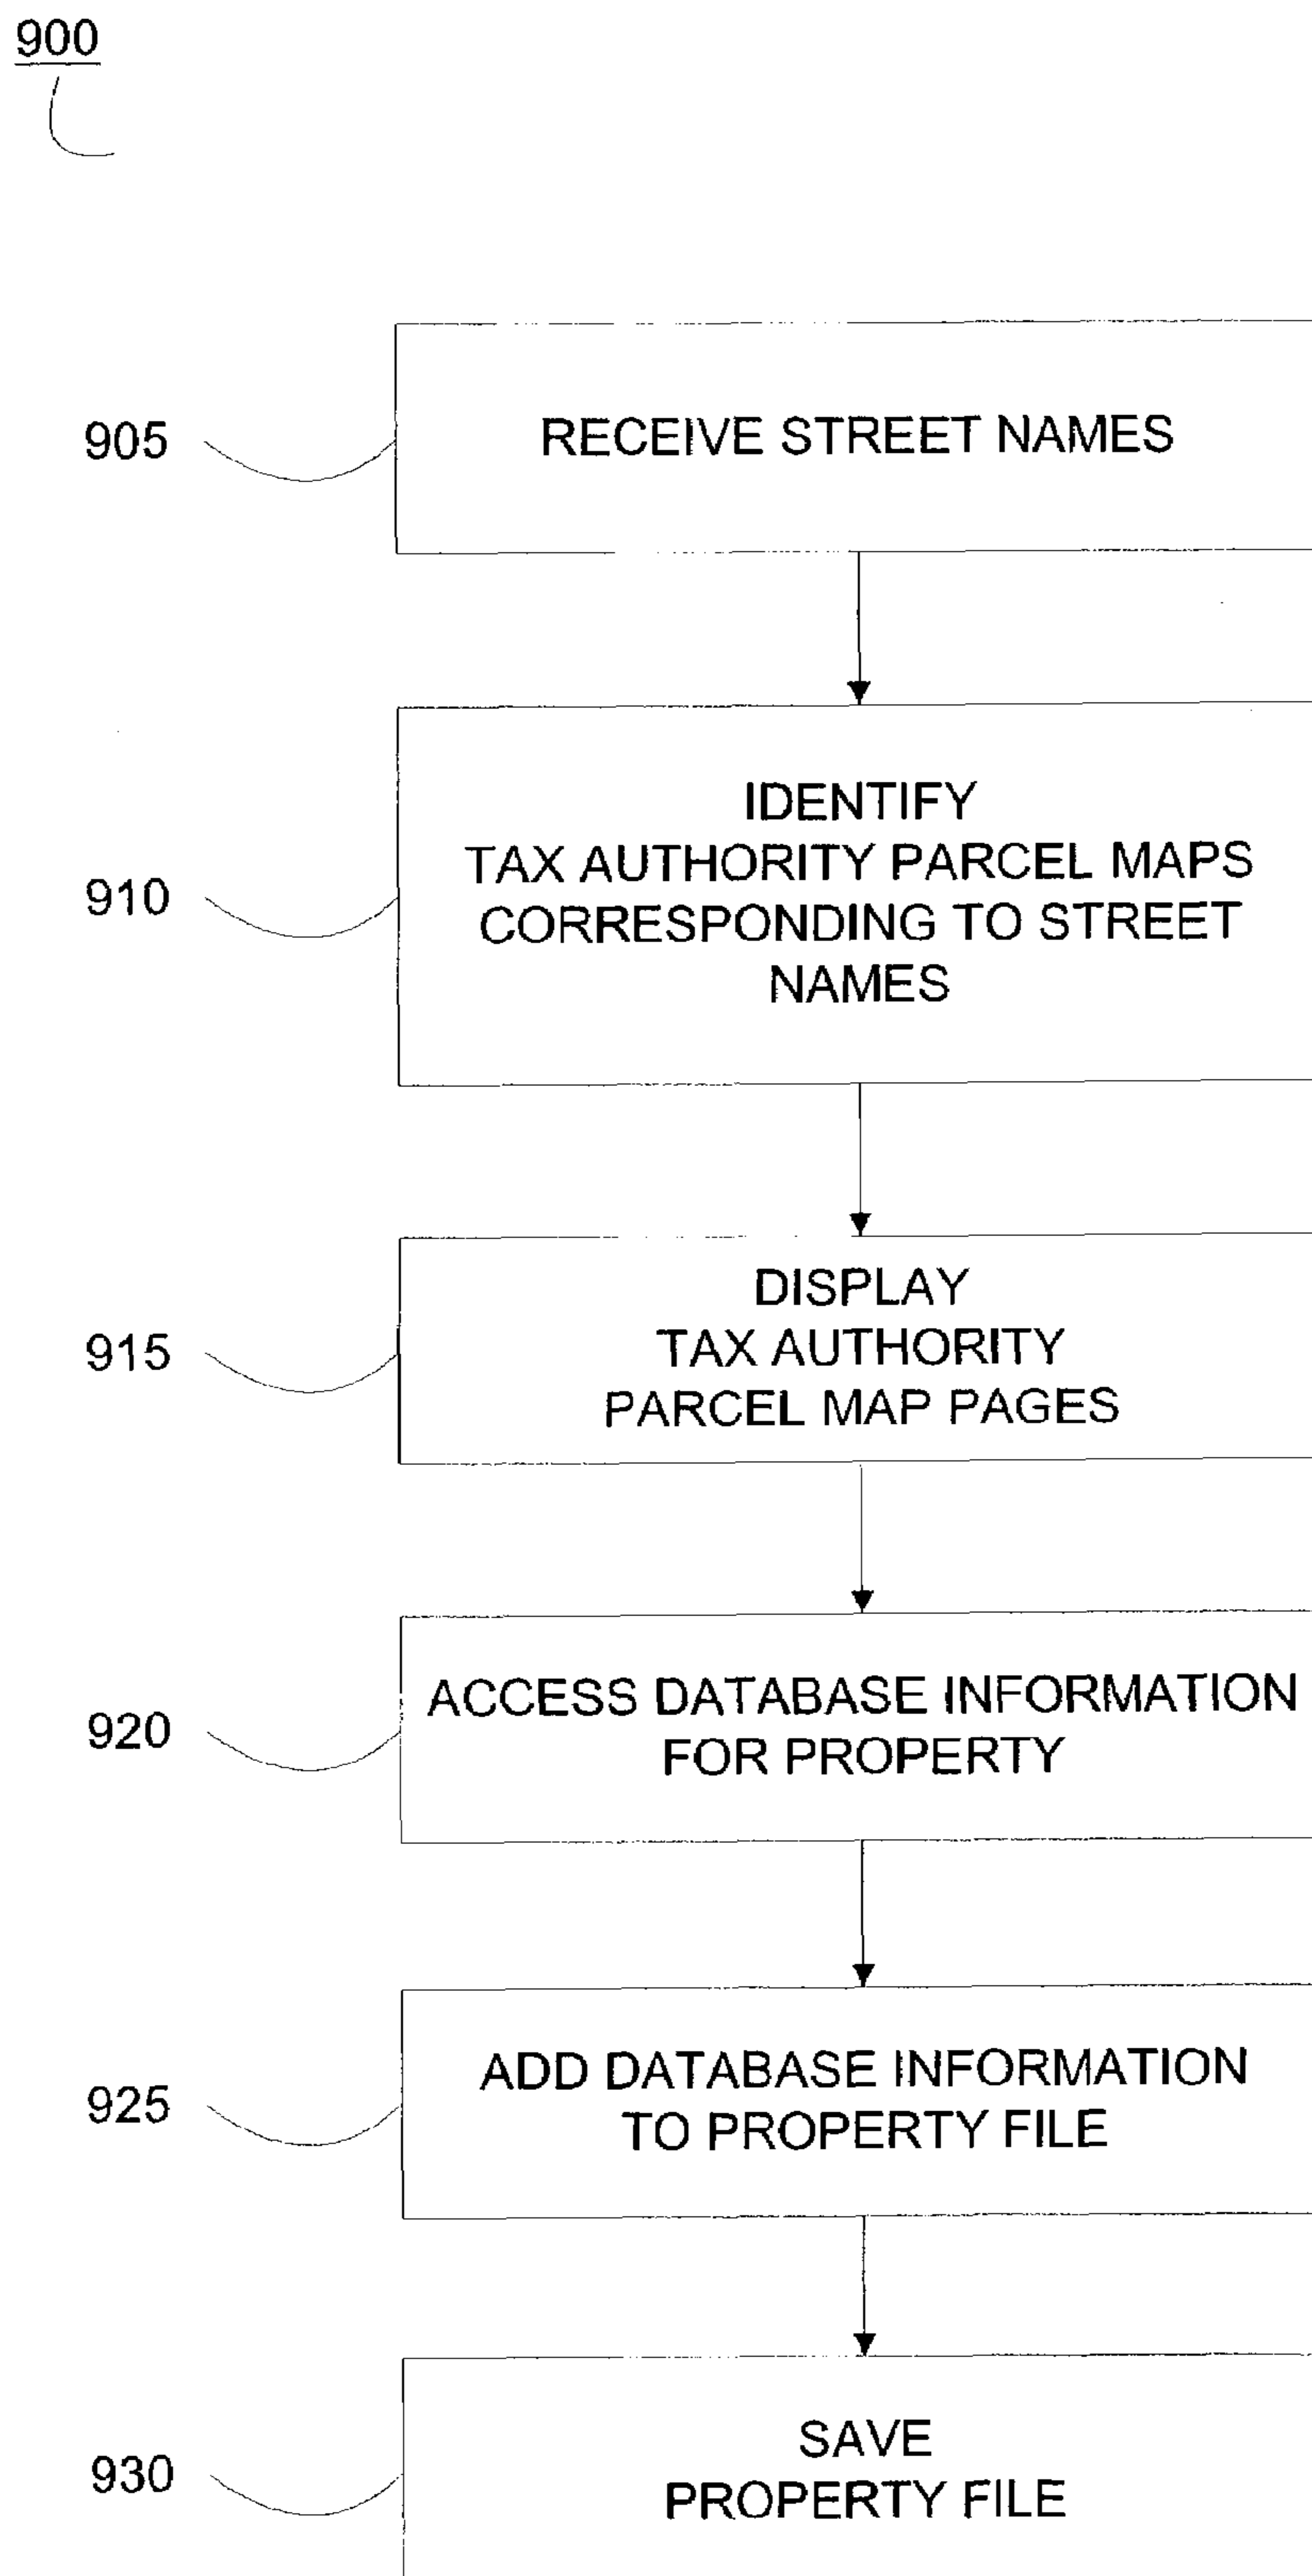 900
905
RECEIVE STREET NAMES
910
IDENTIFY
TAX AUTHORITY PARCEL MAPS
CORRESPONDING TO STREET
NAMES
915
DISPLAY
TAX AUTHORITY
PARCEL MAP PAGES
920
ACCESS DATABASE INFORMATION
FOR PROPERTY
925
ADD DATABASE INFORMATION
TO PROPERTY FILE
930
SAVE
PROPERTY FILE